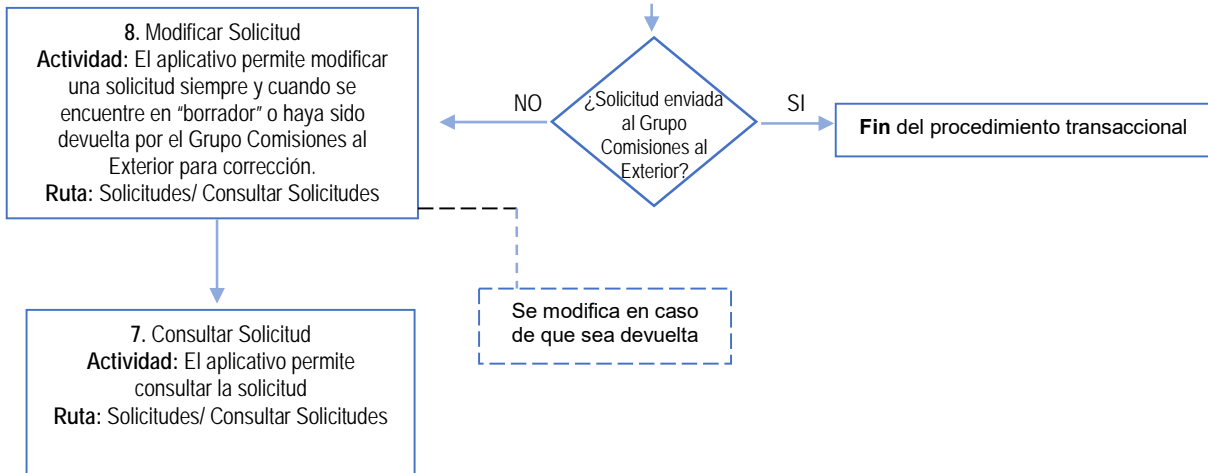 8. Modificar Solicitud
Actividad: El aplicativo permite modificar
una solicitud siempre y cuando se
encuentre en “borrador” o haya sido
devuelta por el Grupo Comisiones al
Exterior para corrección.
Ruta: Solicitudes/ Consultar Solicitudes
NO
¿Solicitud enviada
al Grupo
Comisiones al
Exterior?
SI
Fin del procedimiento transaccional
Se modifica en caso
de que sea devuelta
7. Consultar Solicitud
Actividad: El aplicativo permite
consultar la solicitud
Ruta: Solicitudes/ Consultar Solicitudes